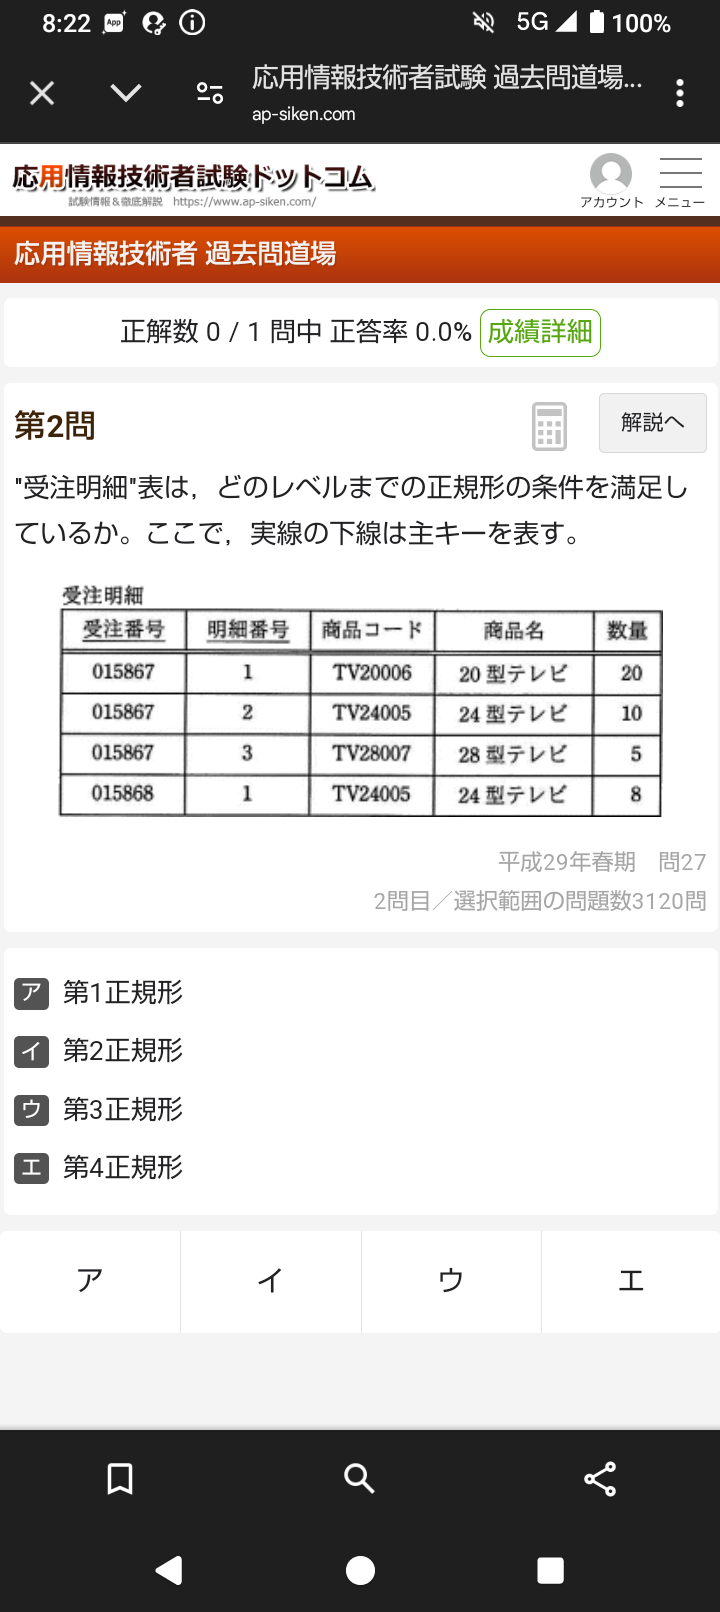 8:22 App 5G 100%
応用情報技術者試験 過去問道場...
ap-siken.com
応用情報技術者試験ドットコム
試験情報&徹底解説 https://www.ap-siken.com/
アカウント メニュー
応用情報技術者 過去問道場
正解数 0 / 1 問中 正答率 0.0% 成績詳細
第2問 解説へ
"受注明細"表は，どのレベルまでの正規形の条件を満足し
ているか。ここで，実線の下線は主キーを表す。
受注明細
受注番号 明細番号 商品コード 商品名 数量
015867 1 TV20006 20型テレビ 20
015867 2 TV24005 24型テレビ 10
015867 3 TV28007 28型テレビ 5
015868 1 TV24005 24型テレビ 8
平成29年春期 問27
2問目／選択範囲の問題数3120問
ア 第1正規形
イ 第2正規形
ウ 第3正規形
エ 第4正規形
ア イ ウ エ